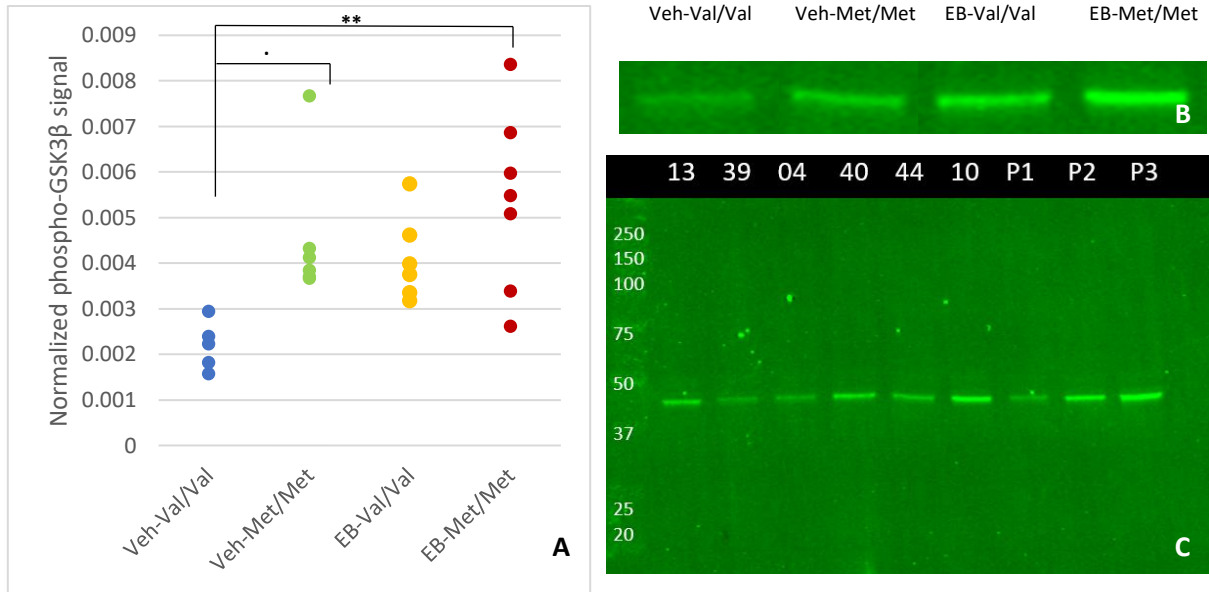 **
.
Normalized phospho-GSK3β signal
0.009
0.008
0.007
0.006
0.005
0.004
0.003
0.002
0.001
0
Veh-Val/Val
Veh-Met/Met
EB-Val/Val
EB-Met/Met
A
Veh-Val/Val Veh-Met/Met EB-Val/Val EB-Met/Met
B
13 39 04 40 44 10 P1 P2 P3
250
150
100
75
50
37
25
20
C